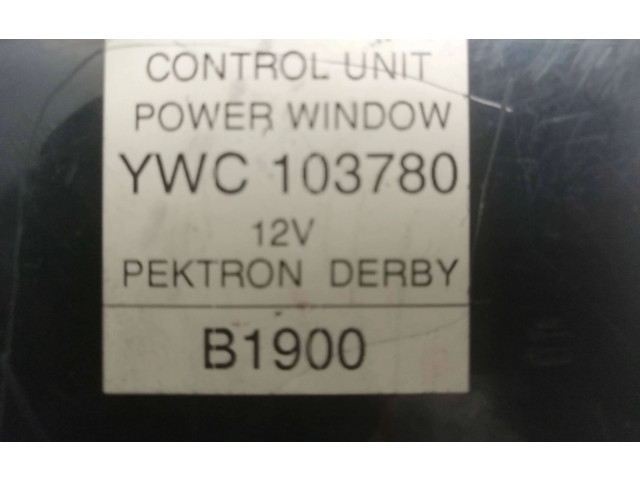 CONTROL UNIT
POWER WINDOW
YWC 103780
12V
PEKTRON DERBY
B1900